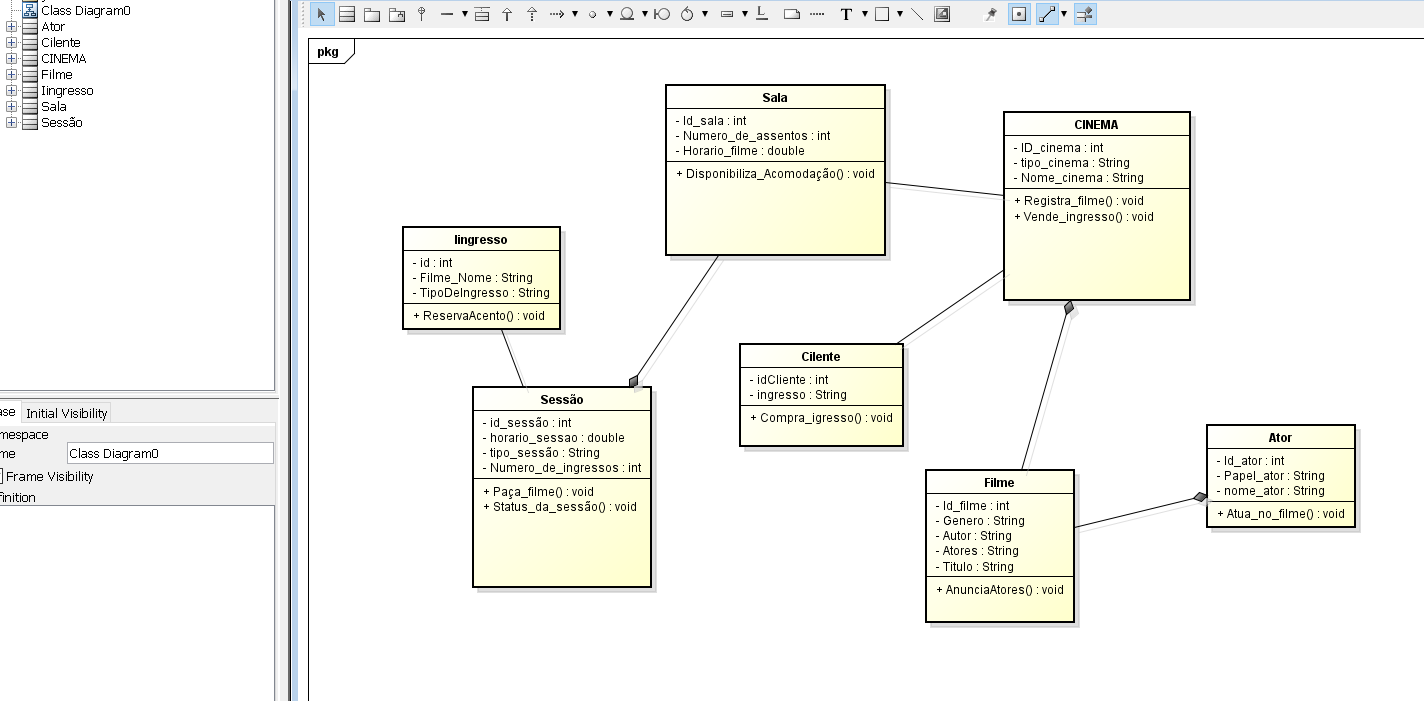 Class Diagram0
Ator
Cilente
CINEMA
Filme
Iingresso
Sala
Sessão
ase
Initial Visibility
mespace
me
Class Diagram0
Frame Visibility
finition
T
pkg
Sala
- Id_sala : int
- Numero_de_assentos : int
- Horario_filme : double
+ Disponibiliza_Acomodação() : void
CINEMA
- ID_cinema : int
- tipo_cinema : String
- Nome_cinema : String
+ Registra_filme() : void
+ Vende_ingresso() : void
Iingresso
- id : int
- Filme_Nome : String
- TipoDeIngresso : String
+ ReservaAcento() : void
Cilente
- idCliente : int
- ingresso : String
+ Compra_igresso() : void
Sessão
- id_sessão : int
- horario_sessao : double
- tipo_sessão : String
- Numero_de_ingressos : int
+ Paça_filme() : void
+ Status_da_sessão() : void
Filme
- Id_filme : int
- Genero : String
- Autor : String
- Atores : String
- Titulo : String
+ AnunciaAtores() : void
Ator
- Id_ator : int
- Papel_ator : String
- nome_ator : String
+ Atua_no_filme() : void